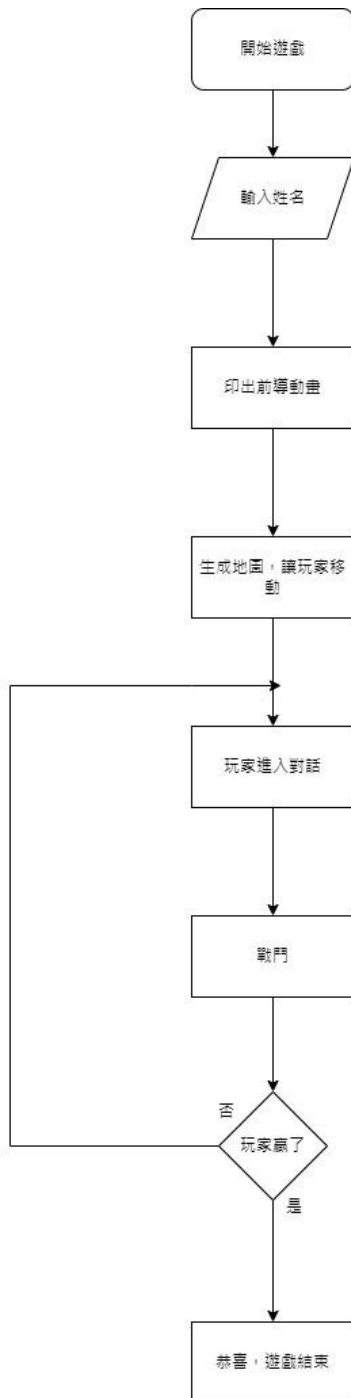 開始遊戲
輸入姓名
印出前導動畫
生成地圖，讓玩家移
動
玩家進入對話
戰鬥
否
玩家贏了
是
恭喜，遊戲結束